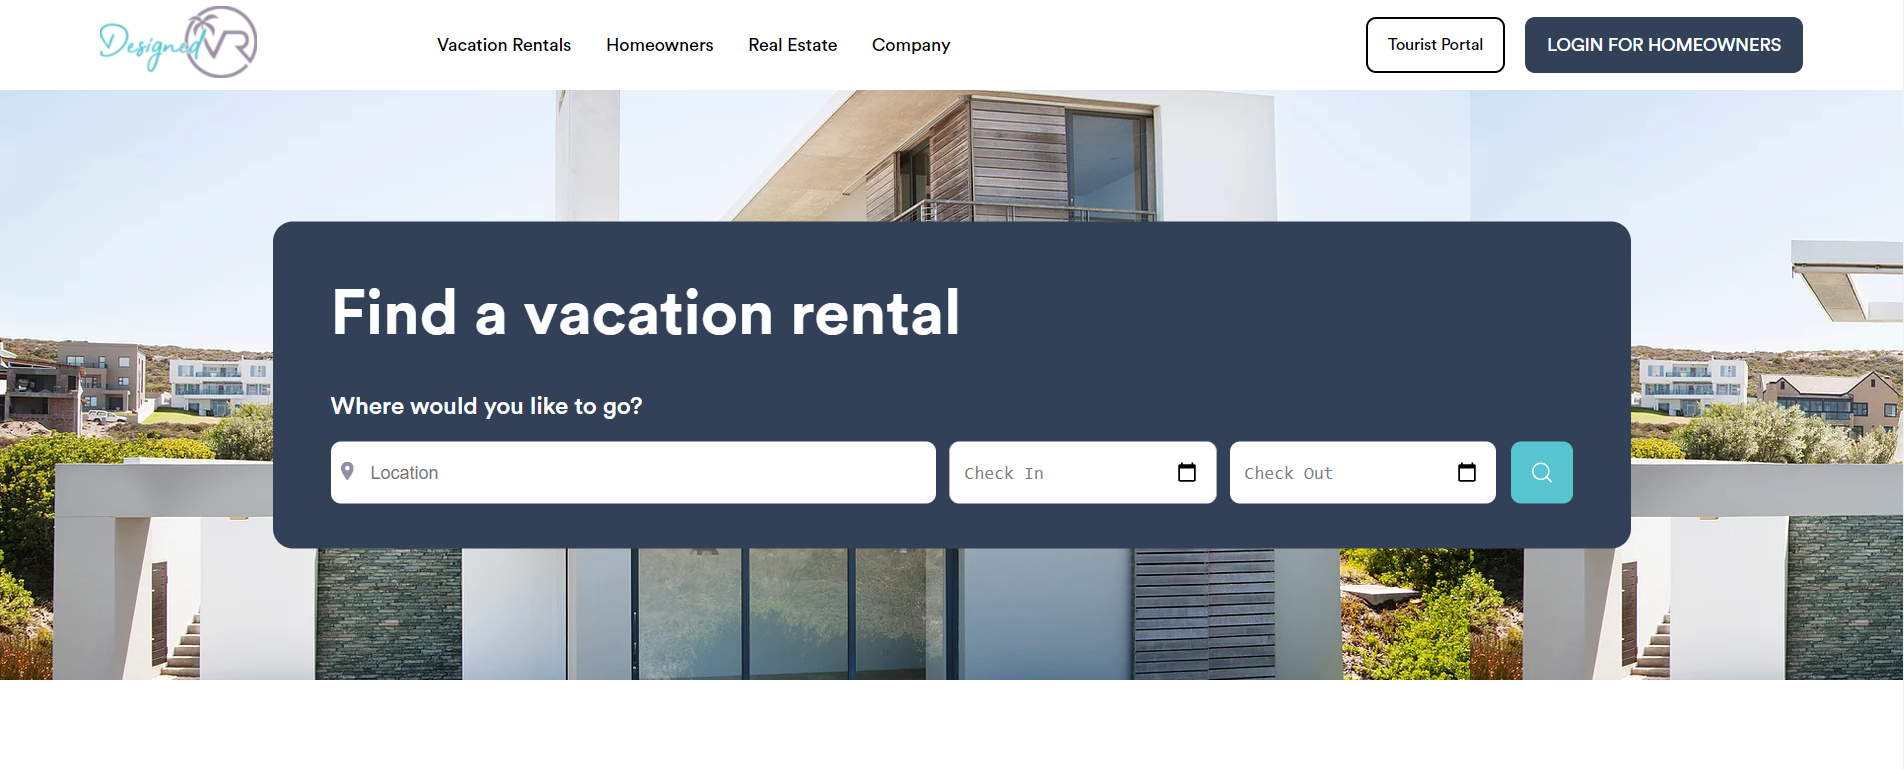 DesignedVR
Vacation Rentals
Homeowners
Real Estate
Company
Tourist Portal
LOGIN FOR HOMEOWNERS
Find a vacation rental
Where would you like to go?
Location
Check In
Check Out